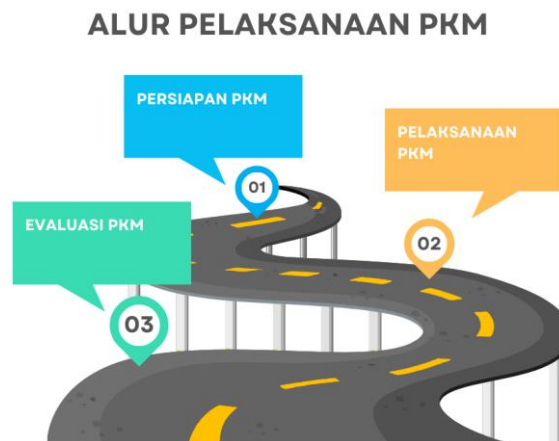 ALUR PELAKSANAAN PKM
PERSIAPAN PKM
01
PELAKSANAAN
PKM
02
EVALUASI PKM
03